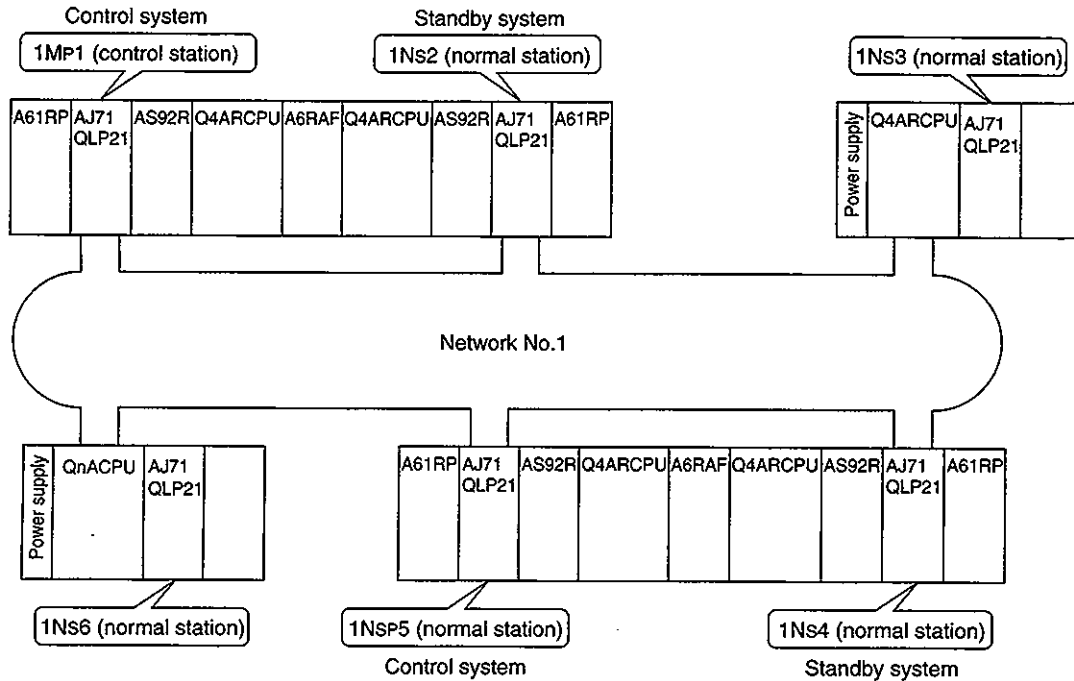 Control system
Standby system
1MP1 (control station)
1NS2 (normal station)
1NS3 (normal station)
A61RP
AJ71
QLP21
AS92R
Q4ARCPU
A6RAF
Q4ARCPU
AS92R
AJ71
QLP21
A61RP
Power supply
Q4ARCPU
AJ71
QLP21
Network No.1
Power supply
QnACPU
AJ71
QLP21
A61RP
AJ71
QLP21
AS92R
Q4ARCPU
A6RAF
Q4ARCPU
AS92R
AJ71
QLP21
A61RP
1NS6 (normal station)
1NSP5 (normal station)
1NS4 (normal station)
Control system
Standby system